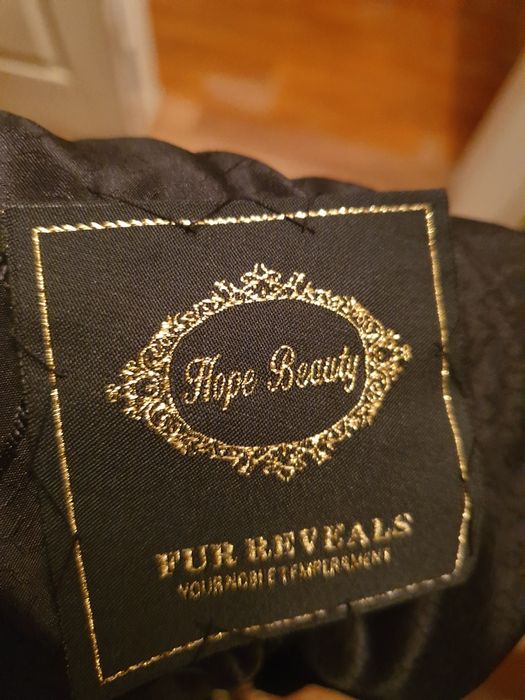 Hope Beauty
FUR REVEALS
YOUR NOBLE TEMPERAMENT